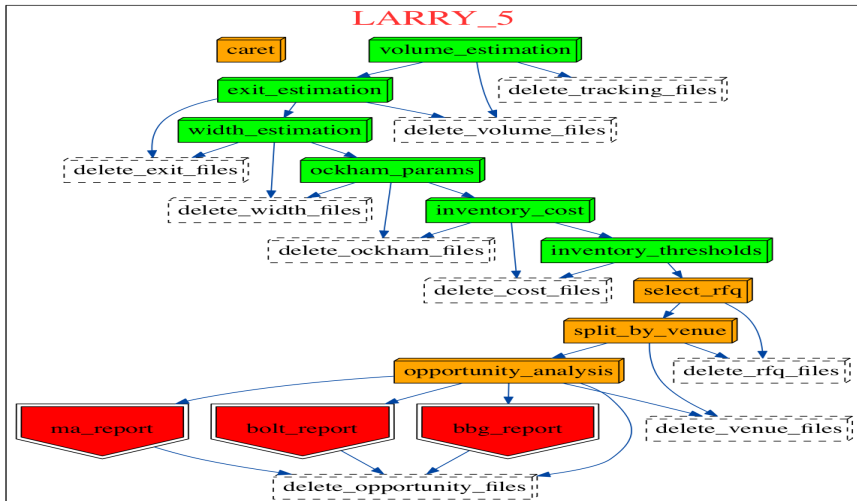 LARRY_5
caret
volume_estimation
exit_estimation
delete_tracking_files
width_estimation
delete_volume_files
delete_exit_files
ockham_params
delete_width_files
inventory_cost
delete_ockham_files
inventory_thresholds
delete_cost_files
select_rfq
split_by_venue
opportunity_analysis
delete_rfq_files
ma_report
bolt_report
bbg_report
delete_venue_files
delete_opportunity_files